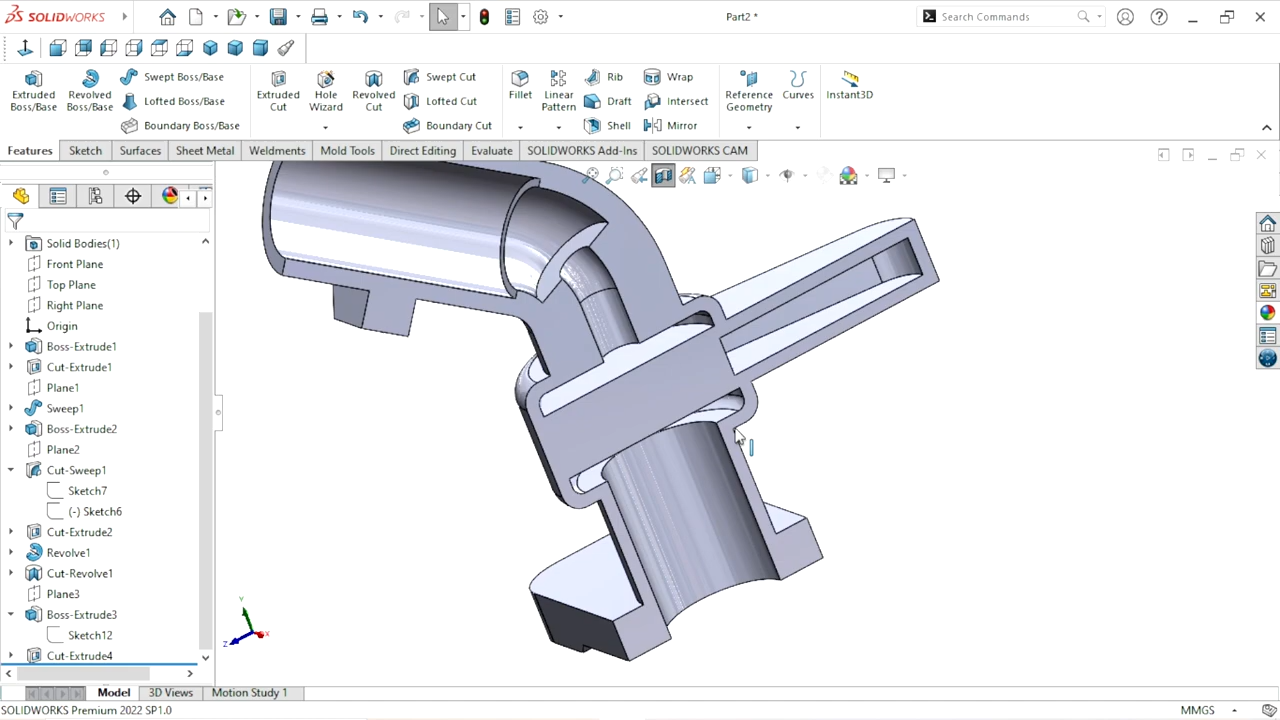 SOLIDWORKS
Part2 *
Search Commands
Extruded Boss/Base
Revolved Boss/Base
Swept Boss/Base
Lofted Boss/Base
Boundary Boss/Base
Extruded Cut
Hole Wizard
Revolved Cut
Swept Cut
Lofted Cut
Boundary Cut
Fillet
Linear Pattern
Rib
Draft
Shell
Wrap
Intersect
Mirror
Reference Geometry
Curves
Instant3D
Features
Sketch
Surfaces
Sheet Metal
Weldments
Mold Tools
Direct Editing
Evaluate
SOLIDWORKS Add-Ins
SOLIDWORKS CAM
Solid Bodies(1)
Front Plane
Top Plane
Right Plane
Origin
Boss-Extrude1
Cut-Extrude1
Plane1
Sweep1
Boss-Extrude2
Plane2
Cut-Sweep1
Sketch7
(-) Sketch6
Cut-Extrude2
Revolve1
Cut-Revolve1
Plane3
Boss-Extrude3
Sketch12
Cut-Extrude4
Y
Z
X
Model
3D Views
Motion Study 1
SOLIDWORKS Premium 2022 SP1.0
MMGS